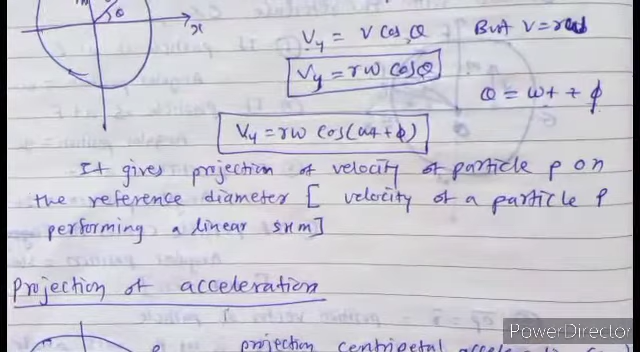 θ
x
Vy = V cos θ But V = rω
Vy = rω cosθ
θ = ωt + φ
Vy = rω cos(ωt + φ)
It gives projection of velocity of particle p on
the reference diameter [ velocity of a particle P
performing a linear SHM]
Projection of acceleration
projection centripetal
PowerDirector